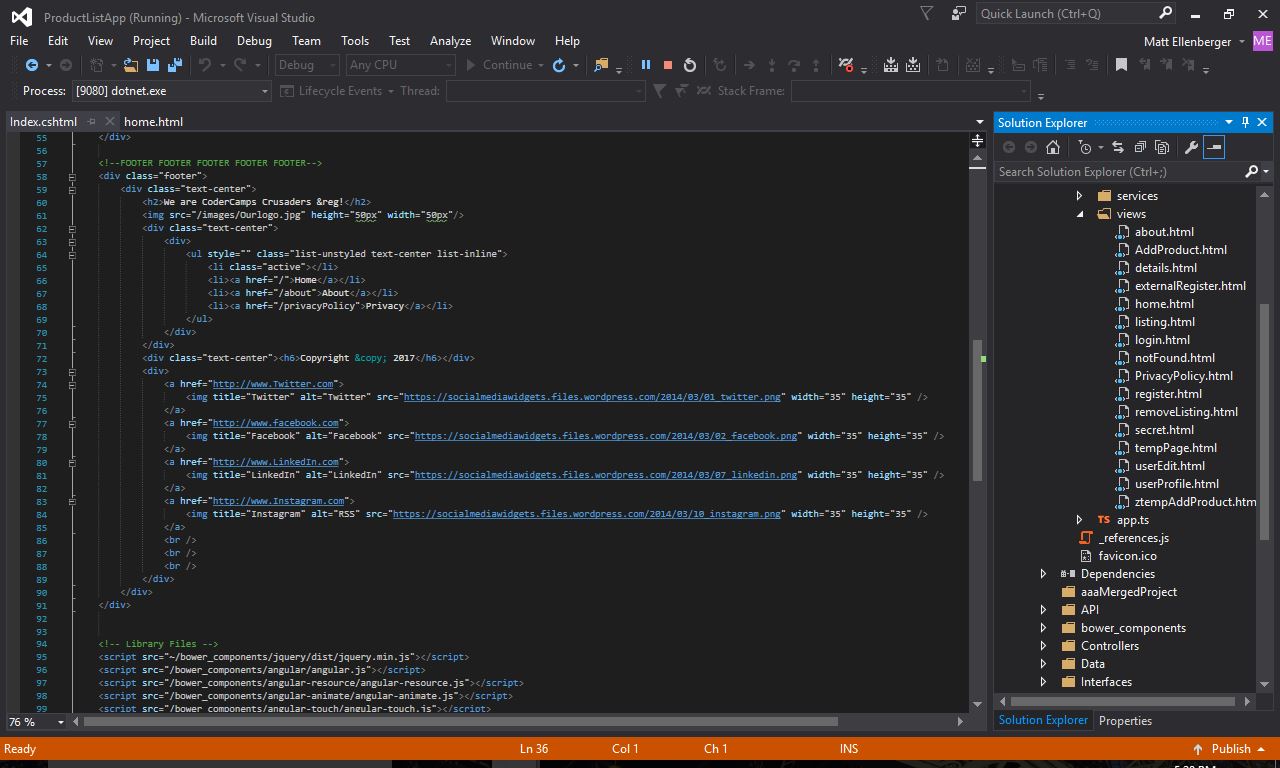 ProductListApp (Running) - Microsoft Visual Studio
Quick Launch (Ctrl+Q)
File Edit View Project Build Debug Team Tools Test Analyze Window Help
Matt Ellenberger ME
Debug Any CPU Continue
Process: [9080] dotnet.exe Lifecycle Events Thread: Stack Frame:
Index.cshtml home.html
55 </div>
56
57 <!--FOOTER FOOTER FOOTER FOOTER FOOTER-->
58 <div class="footer">
59 <div class="text-center">
60 <h2>We are CoderCamps Crusaders &reg!</h2>
61 <img src="/images/Ourlogo.jpg" height="50px" width="50px"/>
62 <div class="text-center">
63 <div>
64 <ul style="" class="list-unstyled text-center list-inline">
65 <li class="active"></li>
66 <li><a href="/">Home</a></li>
67 <li><a href="/about">About</a></li>
68 <li><a href="/privacyPolicy">Privacy</a></li>
69 </ul>
70 </div>
71 </div>
72 <div class="text-center"><h6>Copyright &copy; 2017</h6></div>
73 <div>
74 <a href="http://www.Twitter.com">
75 <img title="Twitter" alt="Twitter" src="https://socialmediawidgets.files.wordpress.com/2014/03/01_twitter.png" width="35" height="35" />
76 </a>
77 <a href="http://www.facebook.com">
78 <img title="Facebook" alt="Facebook" src="https://socialmediawidgets.files.wordpress.com/2014/03/02_facebook.png" width="35" height="35" />
79 </a>
80 <a href="http://www.LinkedIn.com">
81 <img title="LinkedIn" alt="LinkedIn" src="https://socialmediawidgets.files.wordpress.com/2014/03/07_linkedin.png" width="35" height="35" />
82 </a>
83 <a href="http://www.Instagram.com">
84 <img title="Instagram" alt="RSS" src="https://socialmediawidgets.files.wordpress.com/2014/03/10_instagram.png" width="35" height="35" />
85 </a>
86 <br />
87 <br />
88 <br />
89 </div>
90 </div>
91 </div>
92
93
94 <!-- Library Files -->
95 <script src="~/bower_components/jquery/dist/jquery.min.js"></script>
96 <script src="/bower_components/angular/angular.js"></script>
97 <script src="/bower_components/angular-resource/angular-resource.js"></script>
98 <script src="/bower_components/angular-animate/angular-animate.js"></script>
99 <script src="/bower_components/angular-touch/angular-touch.js"></script>
76 %
Solution Explorer
Search Solution Explorer (Ctrl+;)
services
views
about.html
AddProduct.html
details.html
externalRegister.html
home.html
listing.html
login.html
notFound.html
PrivacyPolicy.html
register.html
removeListing.html
secret.html
tempPage.html
userEdit.html
userProfile.html
ztempAddProduct.htm
TS app.ts
_references.js
favicon.ico
Dependencies
aaaMergedProject
API
bower_components
Controllers
Data
Interfaces
Solution Explorer Properties
Ready Ln 36 Col 1 Ch 1 INS Publish